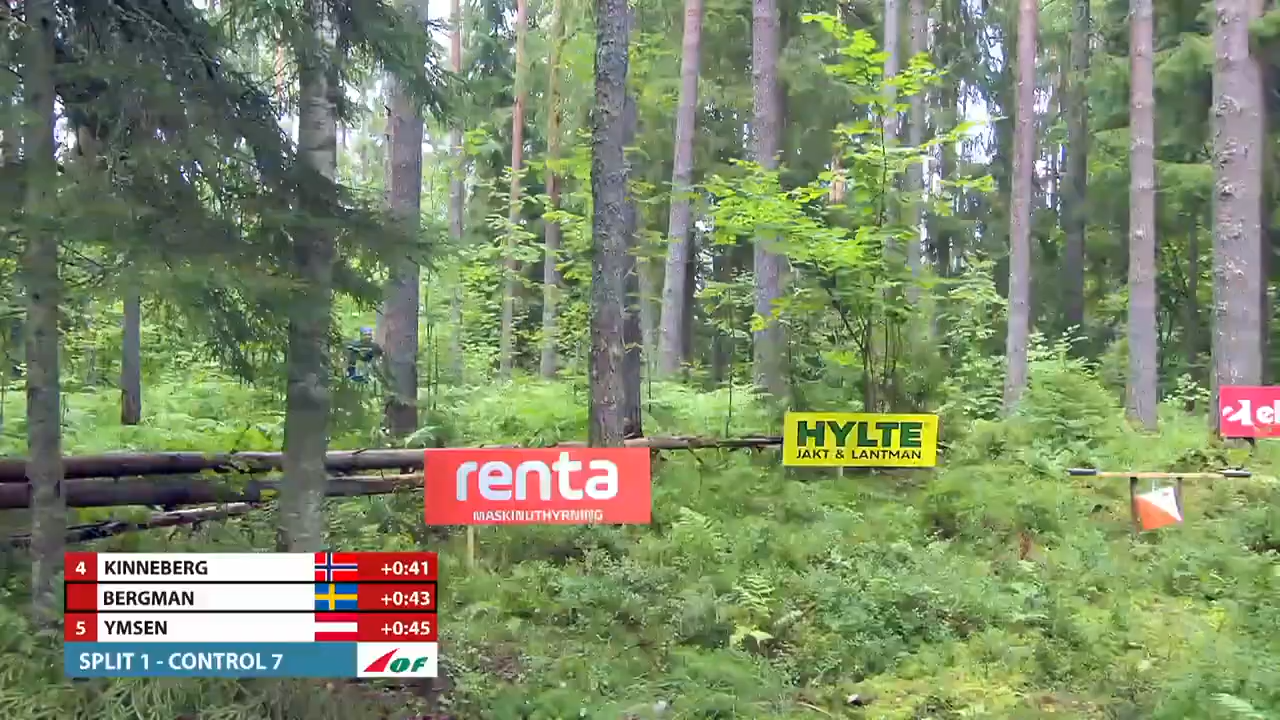 renta
MASKINUTHYRNING
HYLTE
JAKT & LANTMAN
4 KINNEBERG +0:41
BERGMAN +0:43
5 YMSEN +0:45
SPLIT 1 - CONTROL 7
IOF